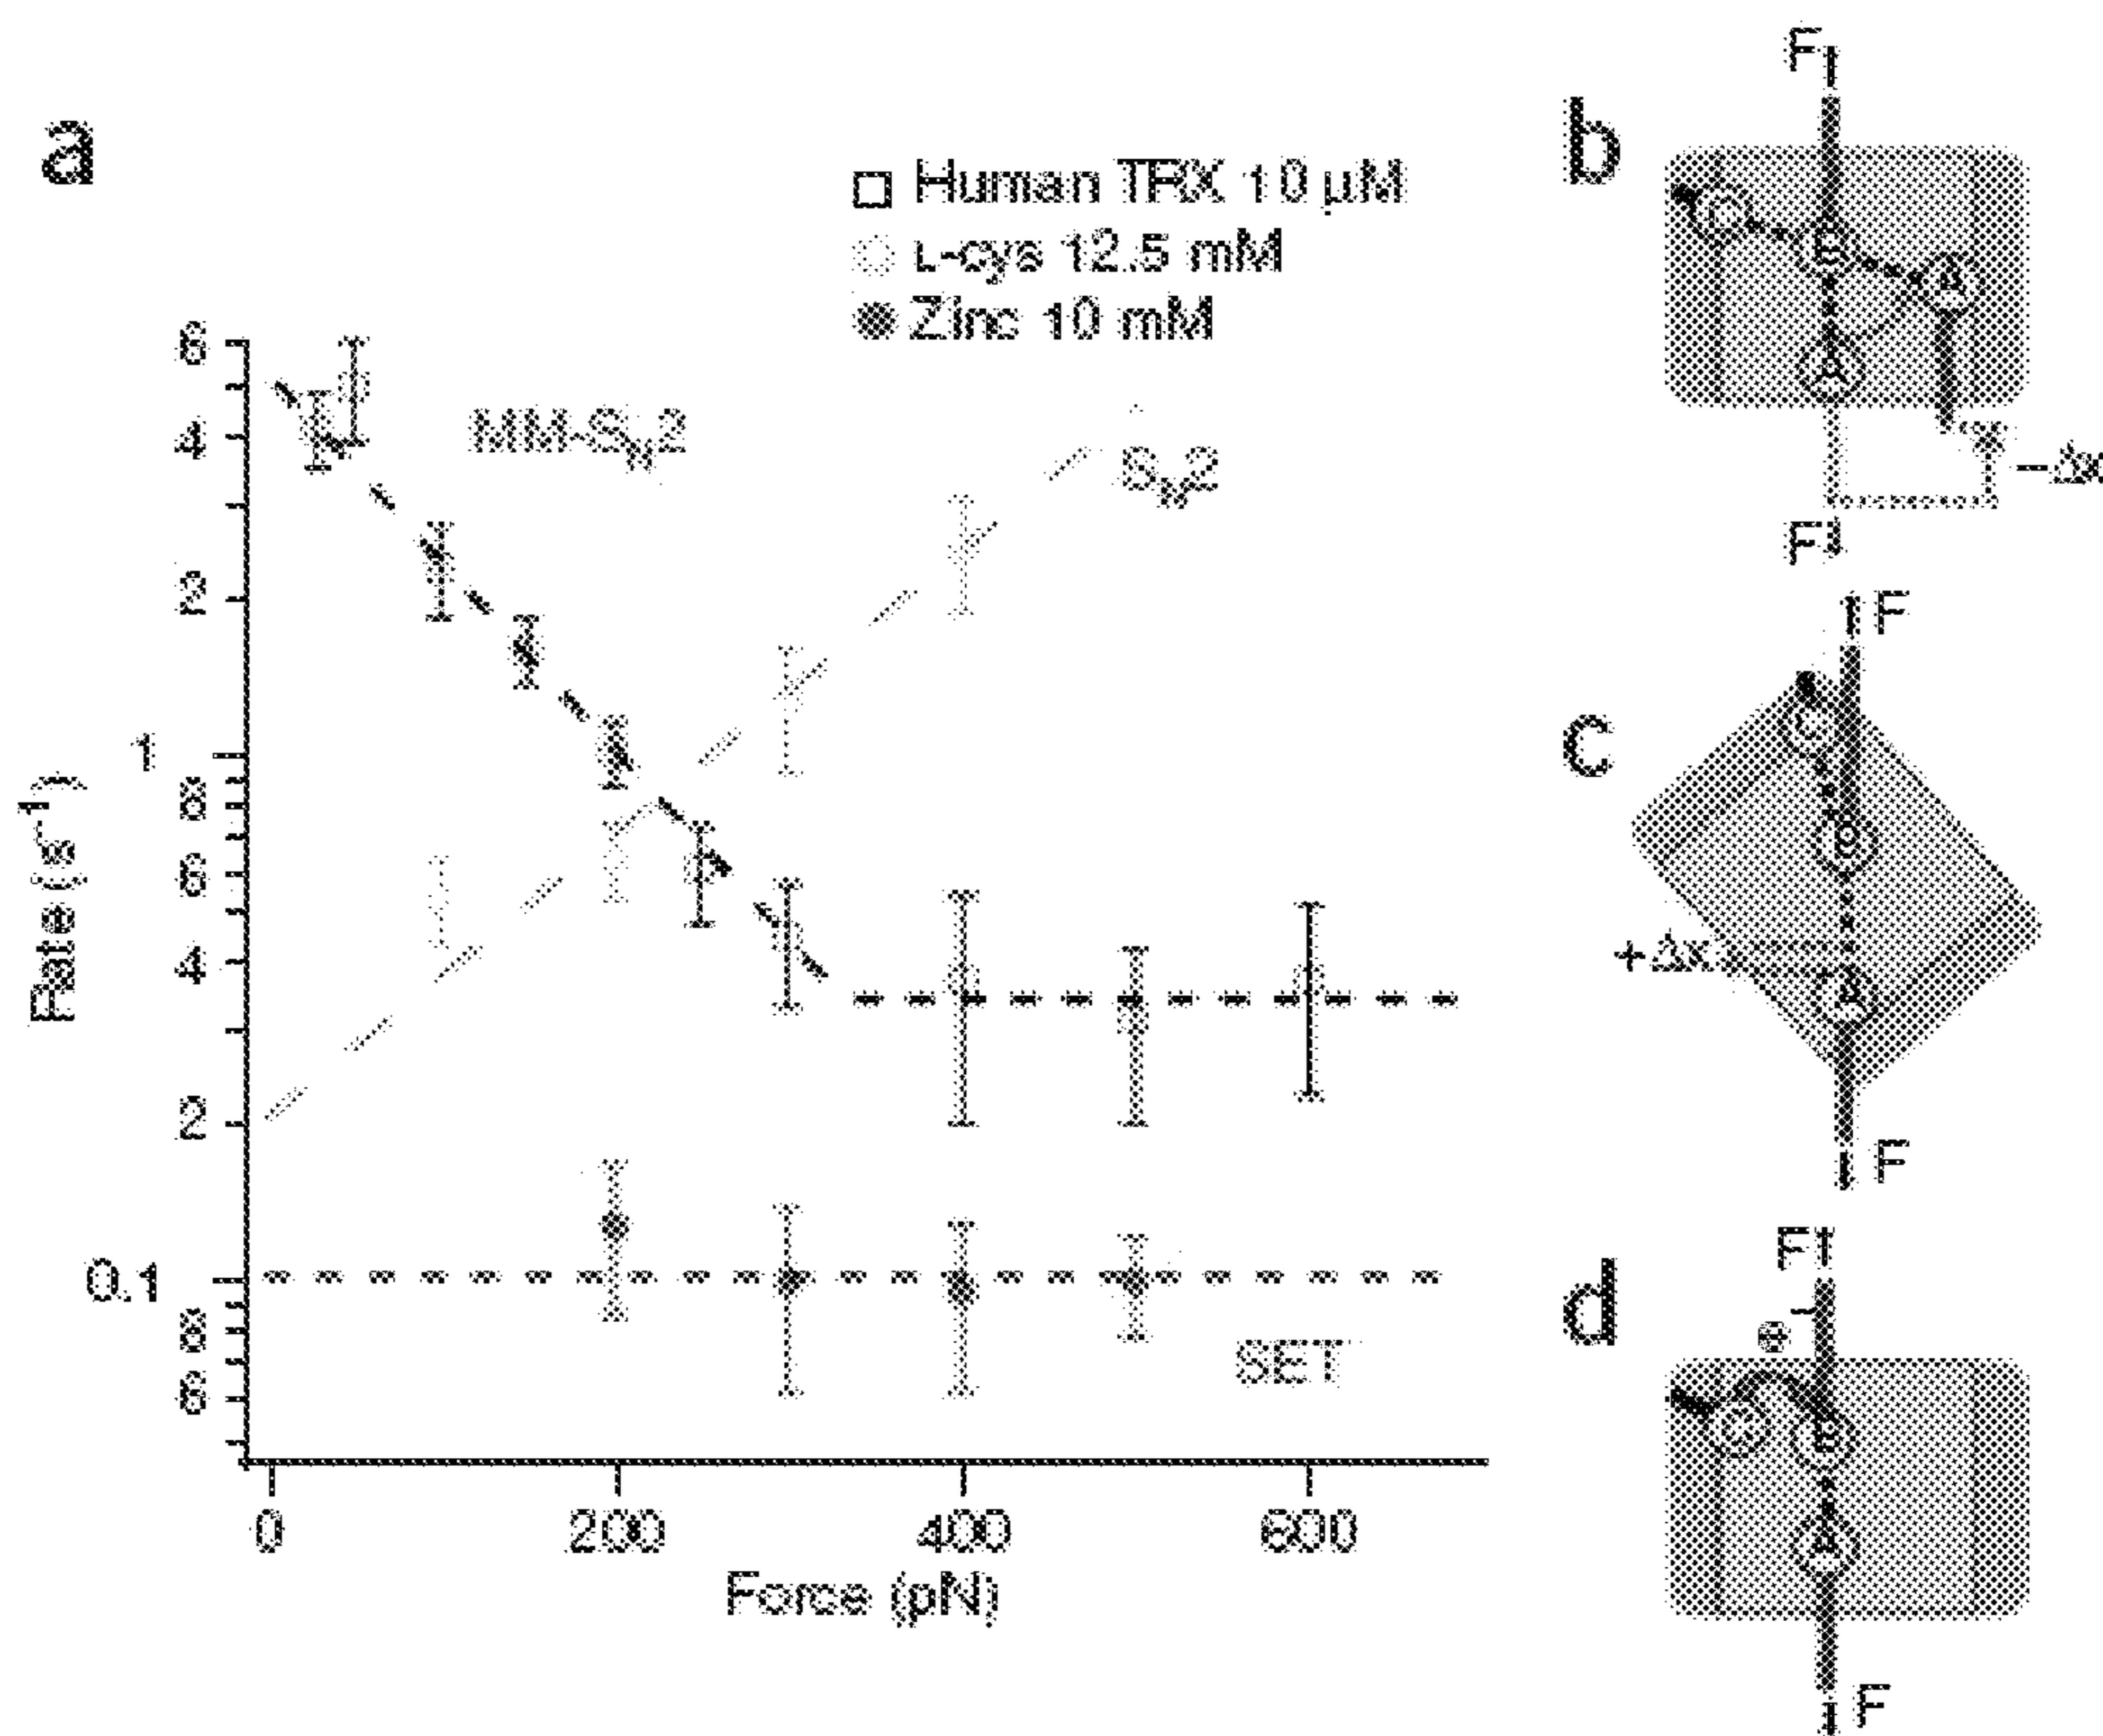 a
Human TRX 10 µM
L-cys 12.5 mM
Zinc 10 mM
MM-SN2
SN2
SET
6
4
2
1
8
6
4
2
0.1
8
6
Rate (s⁻¹)
0 200 400 600
Force (pN)
b
F
C B A
A
−Δx
F
c
F
C
B
+Δx
A
F
d
F
e⁻
B
A
F